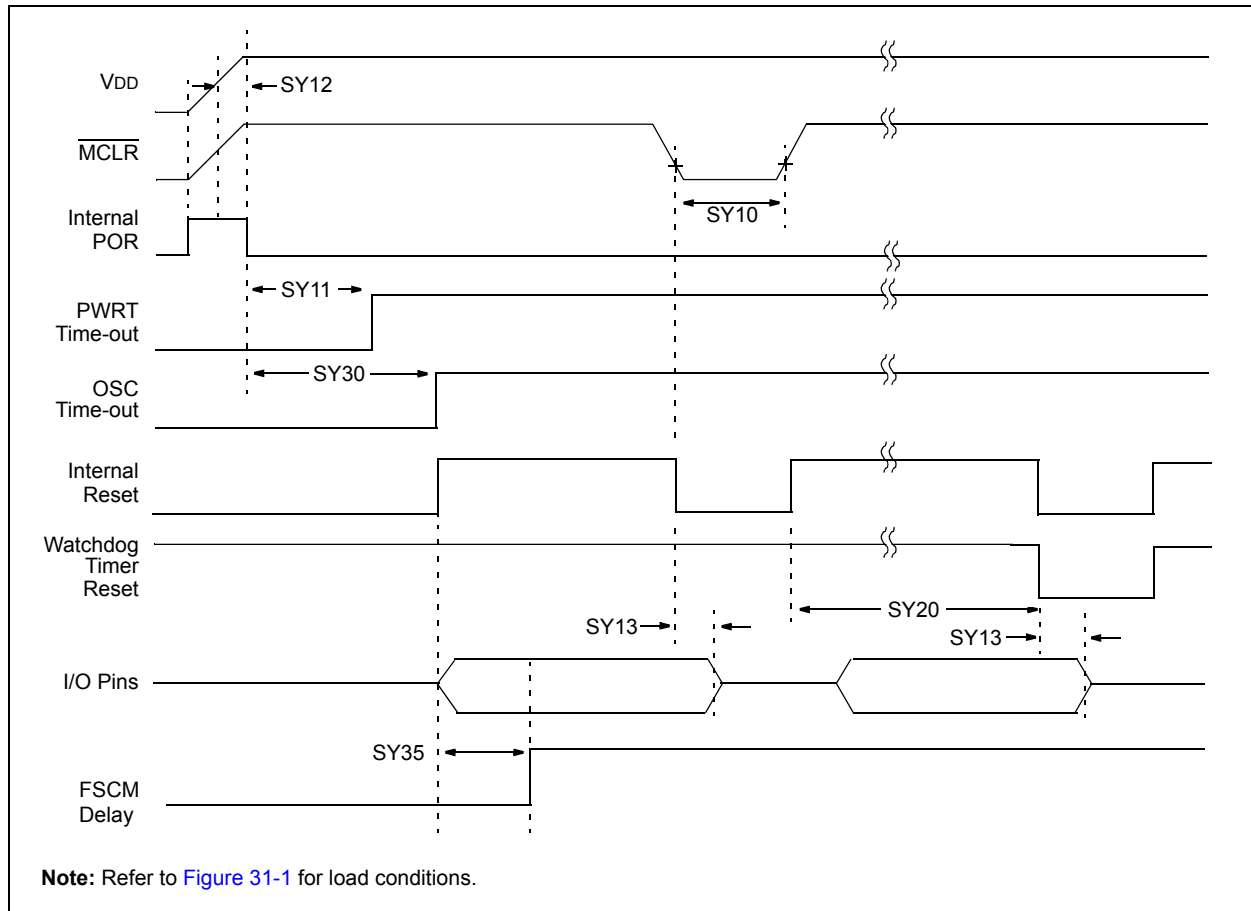 VDD
SY12
MCLR
SY10
Internal
POR
SY11
PWRT
Time-out
SY30
OSC
Time-out
Internal
Reset
Watchdog
Timer
Reset
SY20
SY13
SY13
I/O Pins
SY35
FSCM
Delay
Note: Refer to Figure 31-1 for load conditions.